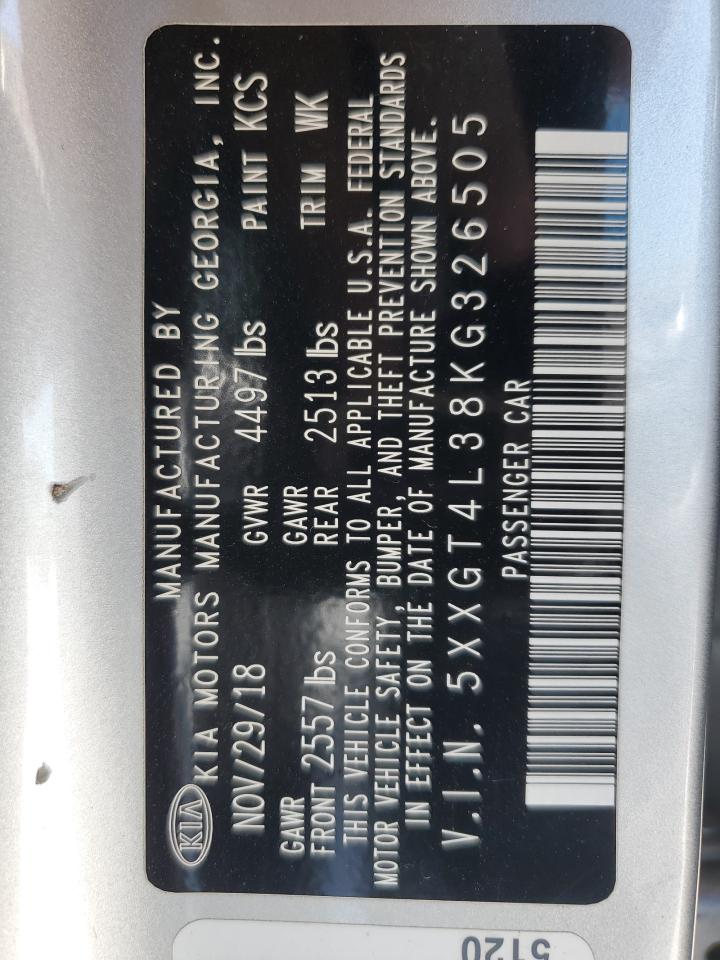 MANUFACTURED BY
KIA KIA MOTORS MANUFACTURING GEORGIA, INC.
NOV/29/18 GVWR 4497 lbs PAINT KCS
GAWR GAWR
FRONT 2557 lbs REAR 2513 lbs TRIM WK
THIS VEHICLE CONFORMS TO ALL APPLICABLE U.S.A. FEDERAL
MOTOR VEHICLE SAFETY, BUMPER, AND THEFT PREVENTION STANDARDS
IN EFFECT ON THE DATE OF MANUFACTURE SHOWN ABOVE.
V.I.N. 5XXGT4L38KG326505
PASSENGER CAR
5120